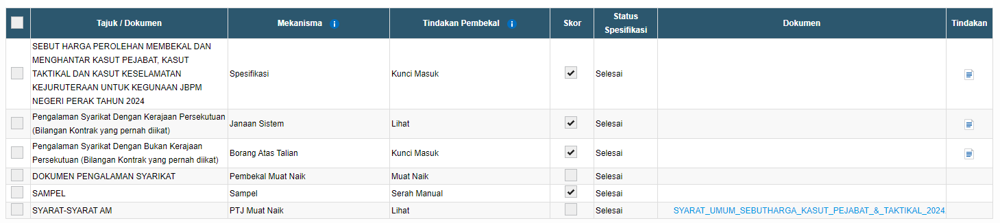 Tajuk / Dokumen Mekanisma i Tindakan Pembekal i Skor Status Spesifikasi Dokumen Tindakan
SEBUT HARGA PEROLEHAN MEMBEKAL DAN
MENGHANTAR KASUT PEJABAT, KASUT
TAKTIKAL DAN KASUT KESELAMATAN
KEJURUTERAAN UNTUK KEGUNAAN JBPM
NEGERI PERAK TAHUN 2024
Spesifikasi Kunci Masuk Selesai
Pengalaman Syarikat Dengan Kerajaan Persekutuan
(Bilangan Kontrak yang pernah diikat)
Janaan Sistem Lihat Selesai
Pengalaman Syarikat Dengan Bukan Kerajaan
Persekutuan (Bilangan Kontrak yang pernah diikat)
Borang Atas Talian Kunci Masuk Selesai
DOKUMEN PENGALAMAN SYARIKAT Pembekal Muat Naik Muat Naik Selesai
SAMPEL Sampel Serah Manual Selesai
SYARAT-SYARAT AM PTJ Muat Naik Lihat Selesai SYARAT_UMUM_SEBUTHARGA_KASUT_PEJABAT_&_TAKTIKAL_2024.